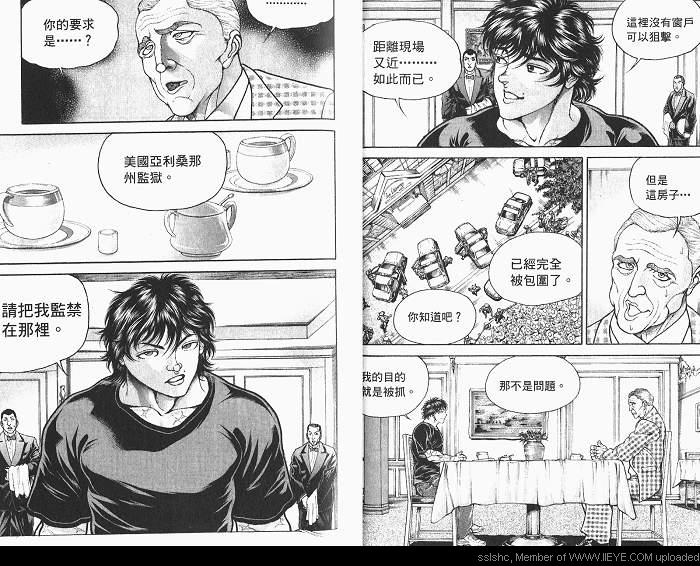 這裡沒有窗戶
可以狙擊。
距離現場
又近………
如此而已。
但是
這房子…
已經完全
被包圍了。
你知道吧？
那不是問題。
我的目的
就是被抓。
…………
你的要求
是……？
美國亞利桑那
州監獄。
請把我監禁
在那裡。
sslshc, Member of WWW.IIEYE.COM uploaded